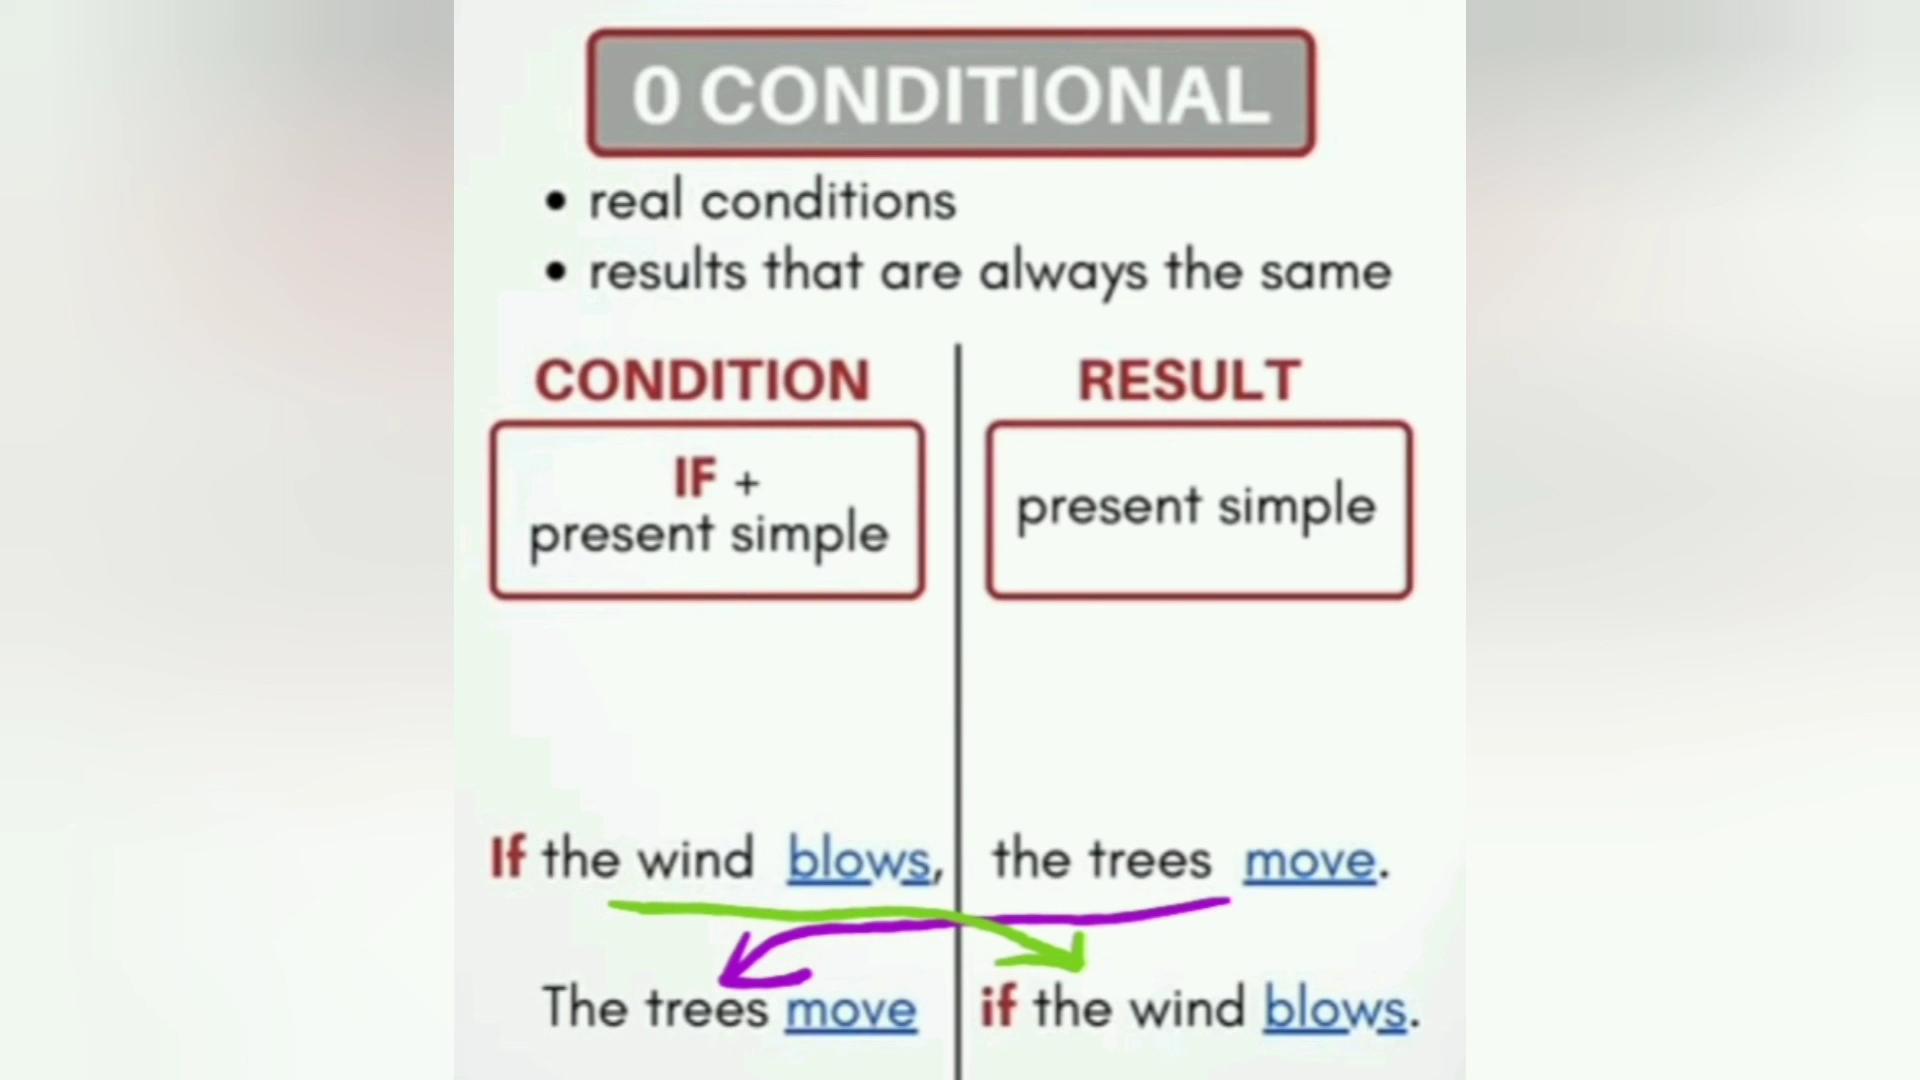 0 CONDITIONAL
• real conditions
• results that are always the same
CONDITION
IF +
present simple
RESULT
present simple
If the wind blows, the trees move.
The trees move if the wind blows.